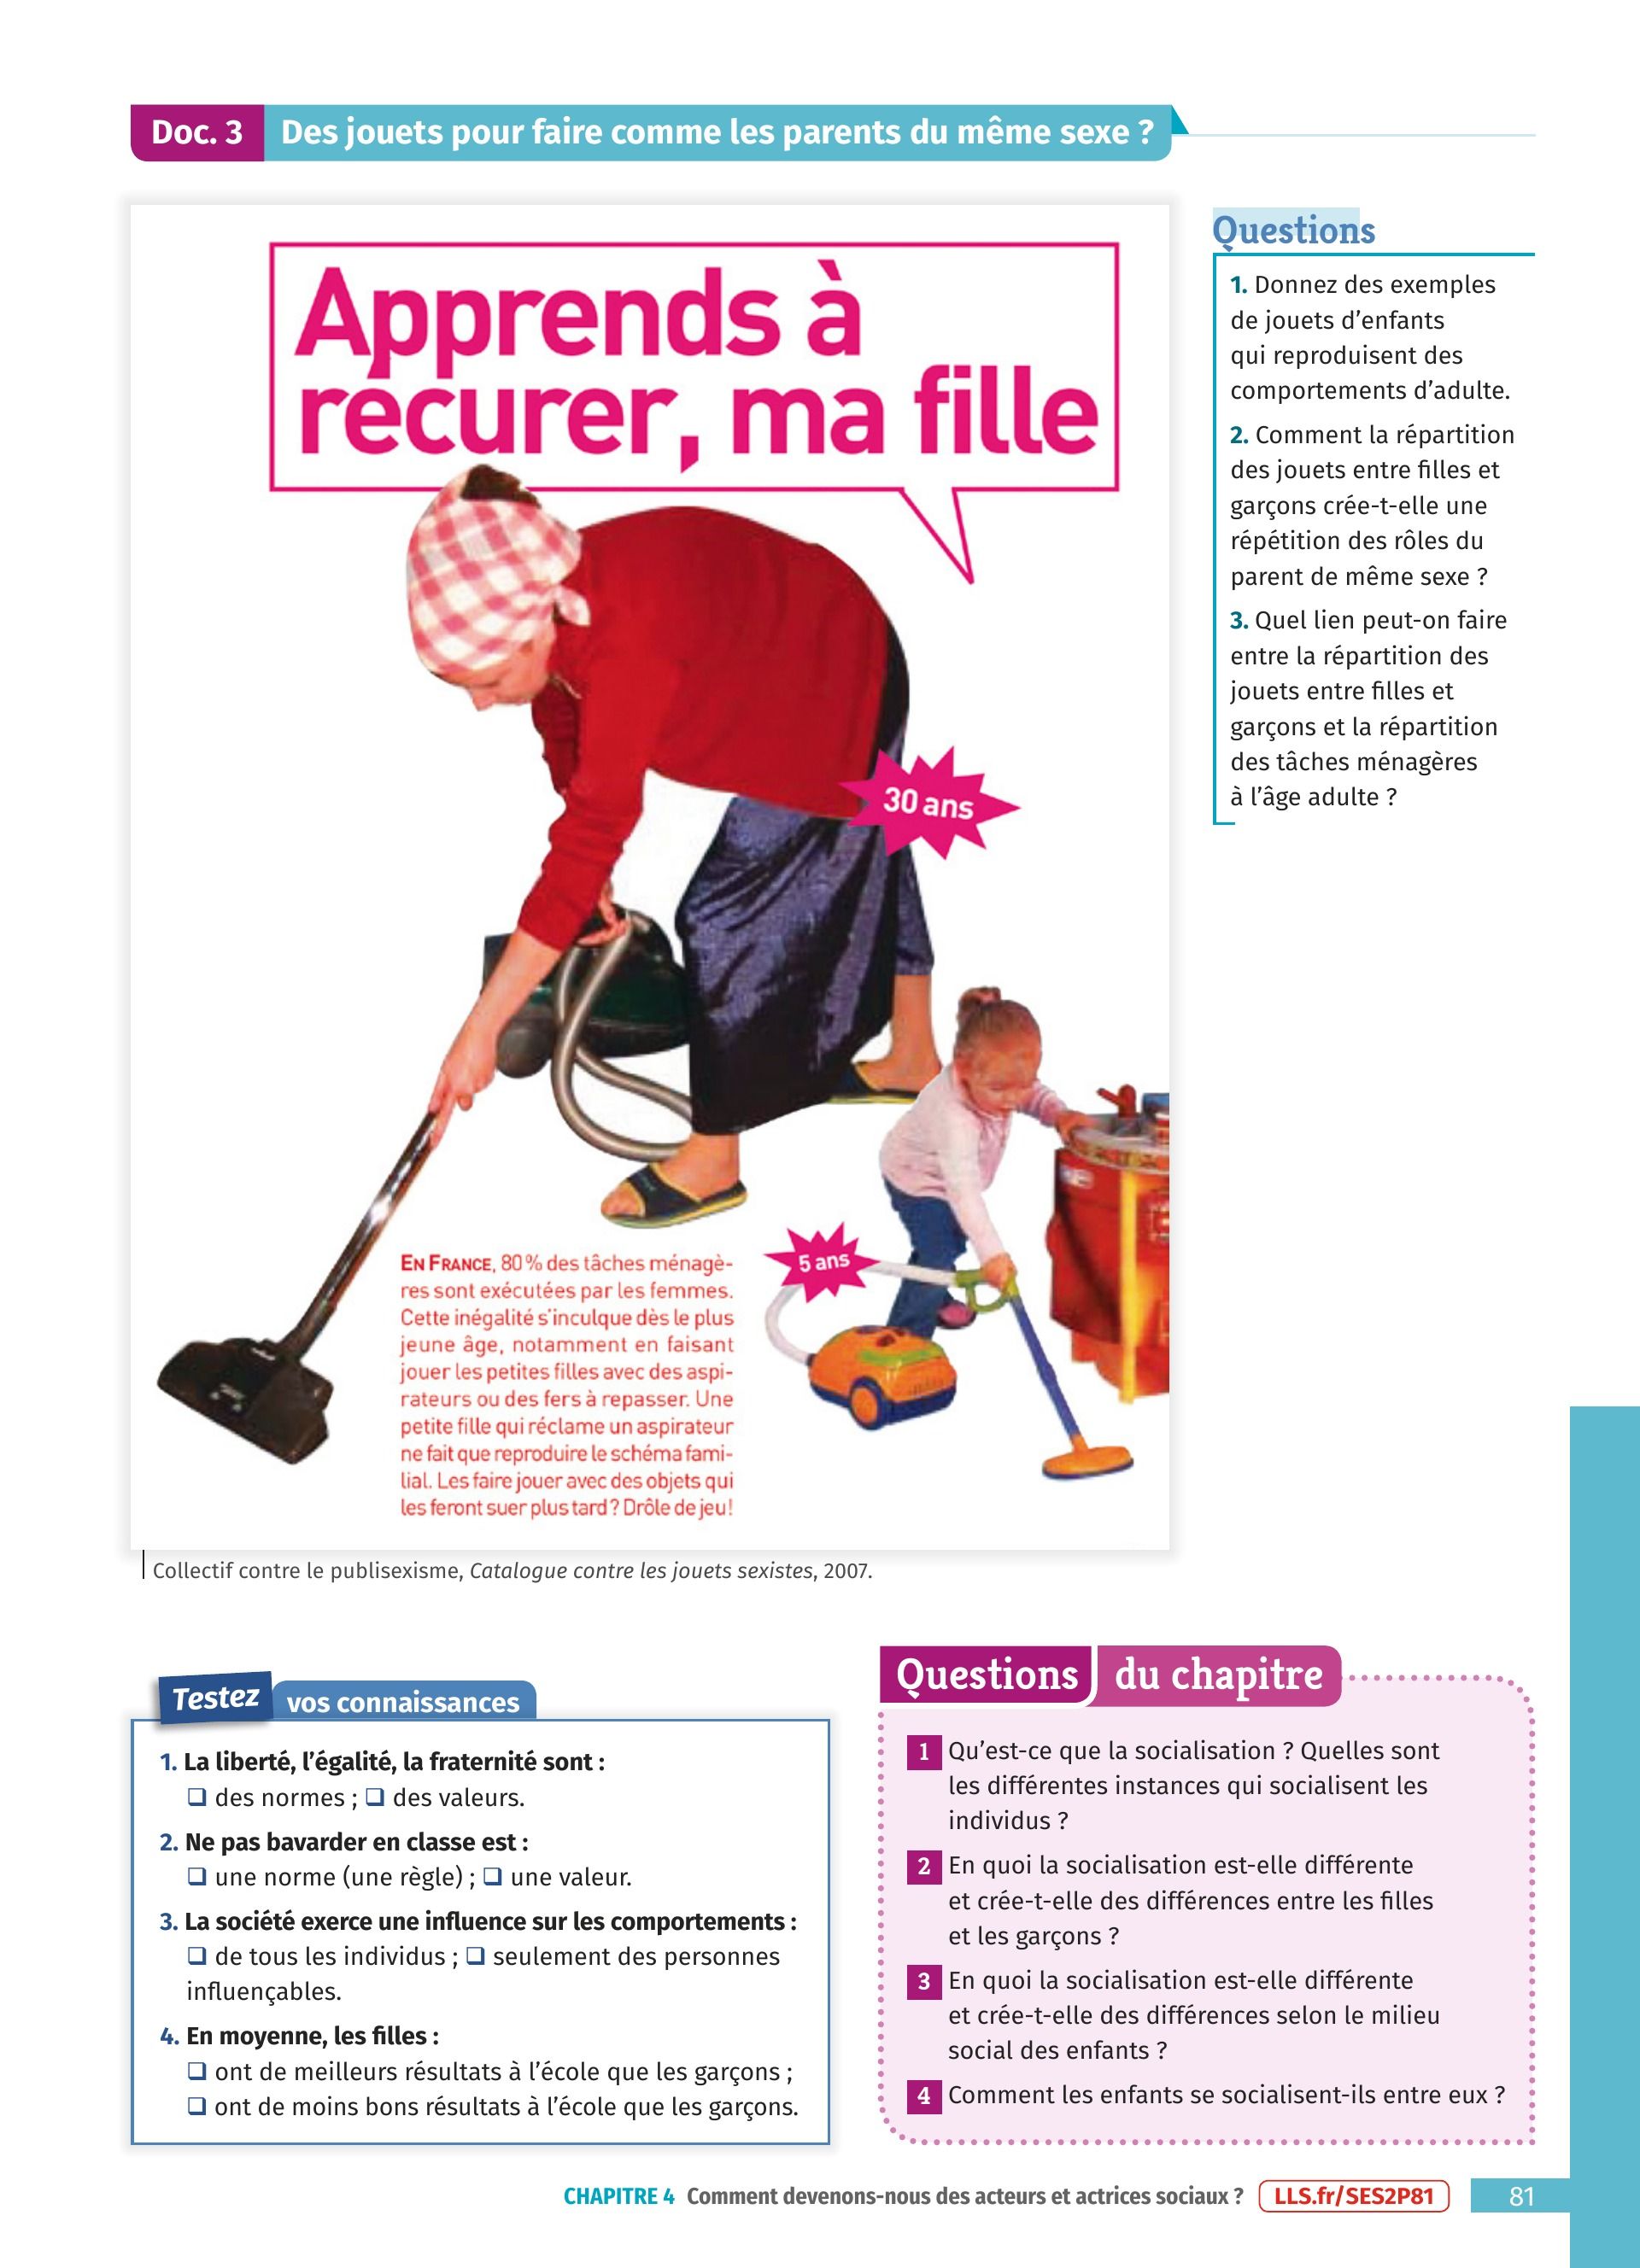 Doc. 3 Des jouets pour faire comme les parents du même sexe ?
Apprends à
récurer, ma fille
30 ans
5 ans
EN FRANCE, 80 % des tâches ménagè-
res sont exécutées par les femmes.
Cette inégalité s'inculque dès le plus
jeune âge, notamment en faisant
jouer les petites filles avec des aspi-
rateurs ou des fers à repasser. Une
petite fille qui réclame un aspirateur
ne fait que reproduire le schéma fami-
lial. Les faire jouer avec des objets qui
les feront suer plus tard ? Drôle de jeu !
Collectif contre le publisexisme, Catalogue contre les jouets sexistes, 2007.
Questions
1. Donnez des exemples
de jouets d'enfants
qui reproduisent des
comportements d'adulte.
2. Comment la répartition
des jouets entre filles et
garçons crée-t-elle une
répétition des rôles du
parent de même sexe ?
3. Quel lien peut-on faire
entre la répartition des
jouets entre filles et
garçons et la répartition
des tâches ménagères
à l'âge adulte ?
Testez vos connaissances
1. La liberté, l'égalité, la fraternité sont :
❏ des normes ; ❏ des valeurs.
2. Ne pas bavarder en classe est :
❏ une norme (une règle) ; ❏ une valeur.
3. La société exerce une influence sur les comportements :
❏ de tous les individus ; ❏ seulement des personnes
influençables.
4. En moyenne, les filles :
❏ ont de meilleurs résultats à l'école que les garçons ;
❏ ont de moins bons résultats à l'école que les garçons.
Questions du chapitre
1 Qu'est-ce que la socialisation ? Quelles sont
les différentes instances qui socialisent les
individus ?
2 En quoi la socialisation est-elle différente
et crée-t-elle des différences entre les filles
et les garçons ?
3 En quoi la socialisation est-elle différente
et crée-t-elle des différences selon le milieu
social des enfants ?
4 Comment les enfants se socialisent-ils entre eux ?
CHAPITRE 4 Comment devenons-nous des acteurs et actrices sociaux ? LLS.fr/SES2P81 81